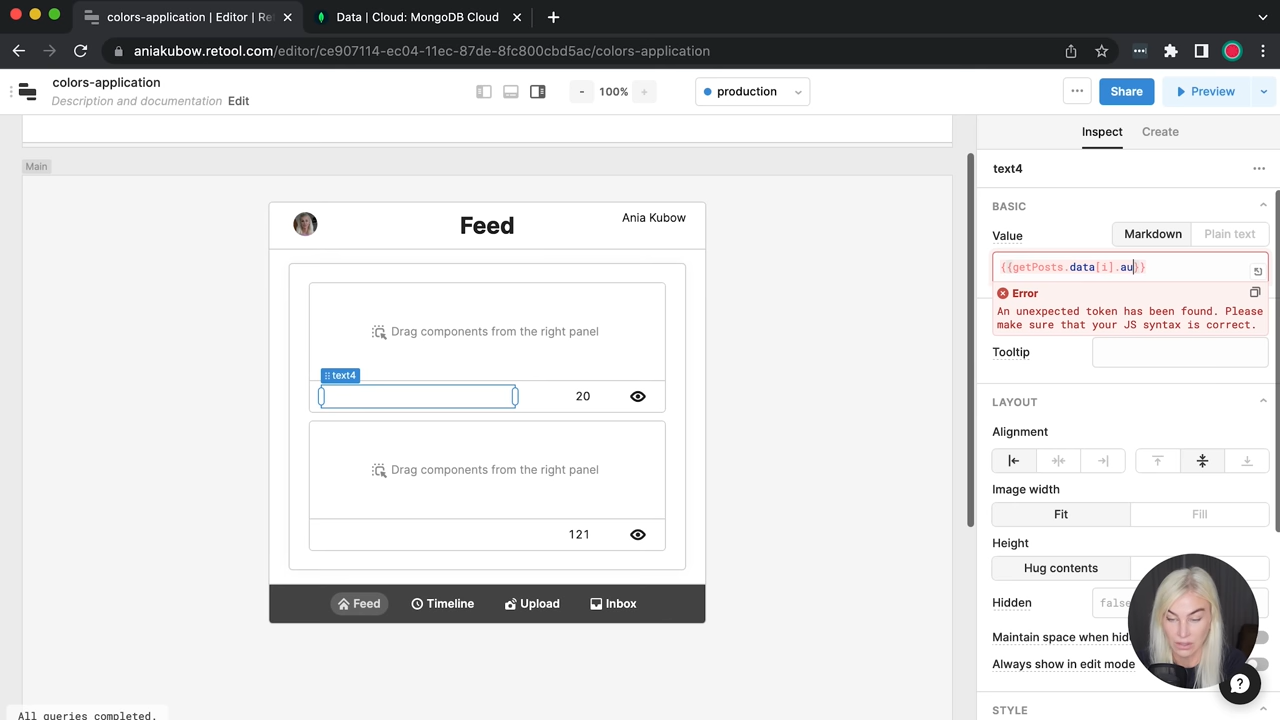 colors-application | Editor | Re
Data | Cloud: MongoDB Cloud
aniakubow.retool.com/editor/ce907114-ec04-11ec-87de-8fc800cbd5ac/colors-application
colors-application
Description and documentation Edit
- 100% +
production
Share
Preview
Main
Inspect Create
text4
BASIC
Value
Markdown
Plain text
{{getPosts.data[i].au}}
Error
An unexpected token has been found. Please
make sure that your JS syntax is correct.
Tooltip
LAYOUT
Alignment
Image width
Fit
Fill
Height
Hug contents
Hidden
Maintain space when hid
Always show in edit mode
STYLE
Feed
Ania Kubow
Drag components from the right panel
text4
20
Drag components from the right panel
121
Feed
Timeline
Upload
Inbox
All queries completed.
?